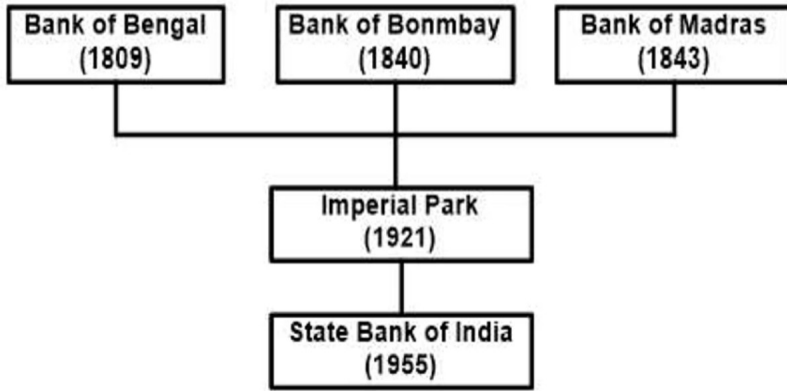 Bank of Bengal
(1809)
Bank of Bonmbay
(1840)
Bank of Madras
(1843)
Imperial Park
(1921)
State Bank of India
(1955)